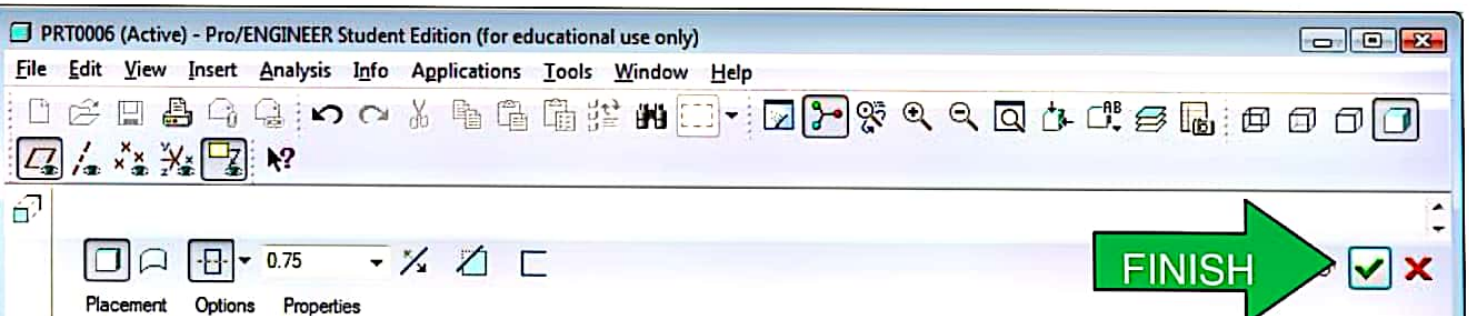 PRT0006 (Active) - Pro/ENGINEER Student Edition (for educational use only)
File Edit View Insert Analysis Info Applications Tools Window Help
0.75
FINISH
Placement Options Properties